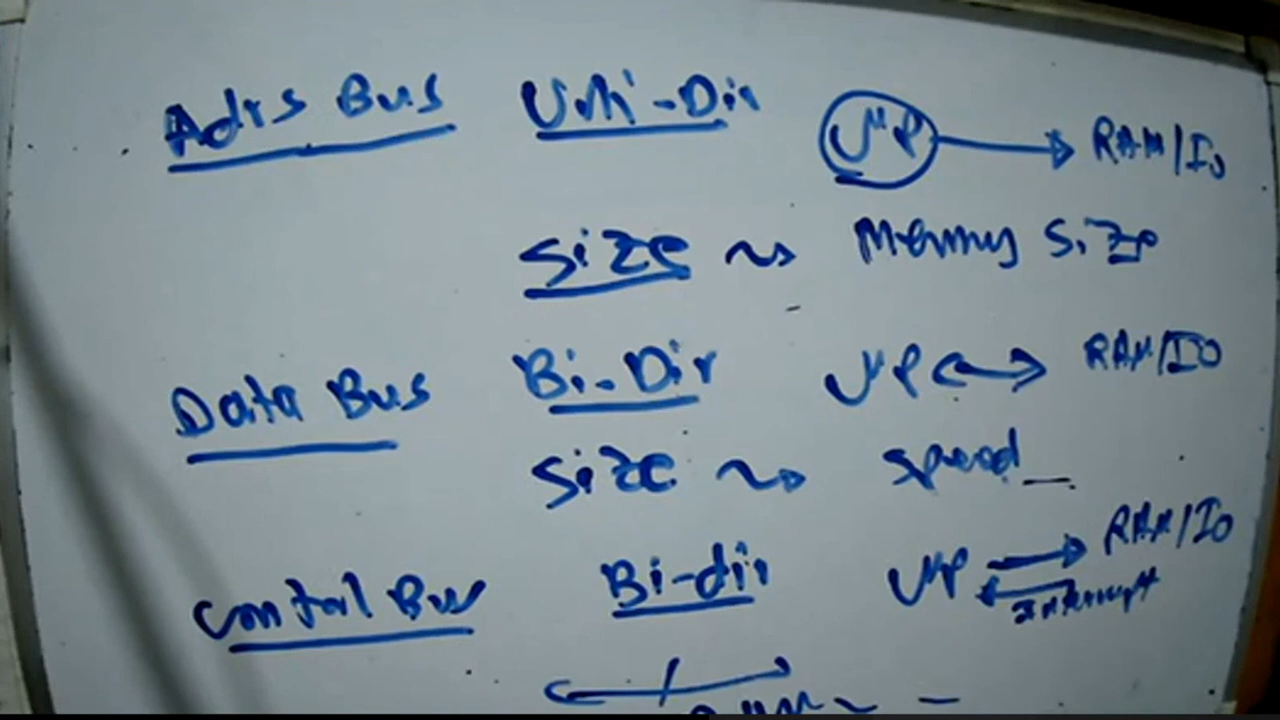 Adrs Bus Uni-Dir μP → RAM/IO
Size ~> Memory Size
Data Bus Bi-Dir μP <-> RAM/IO
Size ~> speed
Control Bus Bi-dir μP → RAM/IO
← Interrupt